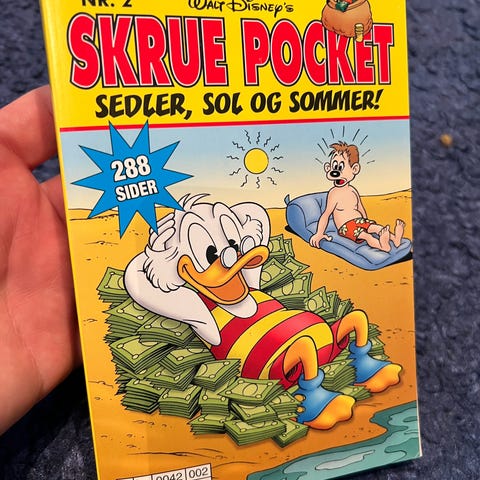 NR. 2
WALT DISNEY'S
SKRUE POCKET
SEDLER, SOL OG SOMMER!
288
SIDER
0042 002